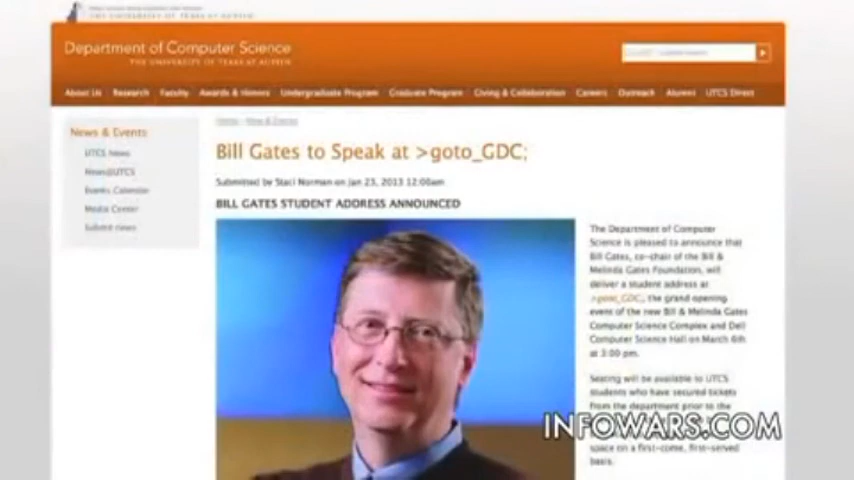 THE UNIVERSITY OF TEXAS AT AUSTIN
Department of Computer Science
THE UNIVERSITY OF TEXAS AT AUSTIN
About Us Research Faculty Awards & Honors Undergraduate Program Graduate Program Giving & Collaboration Careers Outreach Alumni UTCS Direct
News & Events
UTCS News
News@UTCS
Events Calendar
Media Center
Submit news
Home News & Events
Bill Gates to Speak at >goto_GDC;
Submitted by Staci Norman on Jan 23, 2013 12:00am
BILL GATES STUDENT ADDRESS ANNOUNCED
The Department of Computer
Science is pleased to announce that
Bill Gates, co-chair of the Bill &
Melinda Gates Foundation, will
deliver a student address at
>goto_GDC;, the grand opening
event of the new Bill & Melinda Gates
Computer Science Complex and Dell
Computer Science Hall on March 6th
at 3:00 pm.
Seating will be available to UTCS
students who have secured tickets
from the department prior to the
INFOWARS.COM
space on a first-come, first-served
basis.